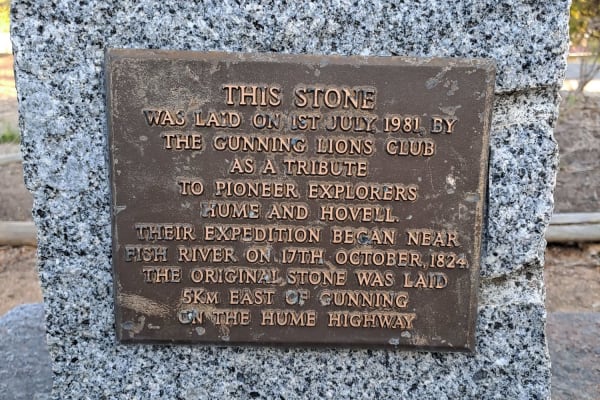 THIS STONE
WAS LAID ON 1ST JULY, 1981, BY
THE GUNNING LIONS CLUB
AS A TRIBUTE
TO PIONEER EXPLORERS
HUME AND HOVELL.
THEIR EXPEDITION BEGAN NEAR
FISH RIVER ON 17TH OCTOBER, 1824.
THE ORIGINAL STONE WAS LAID
5KM EAST OF GUNNING
ON THE HUME HIGHWAY